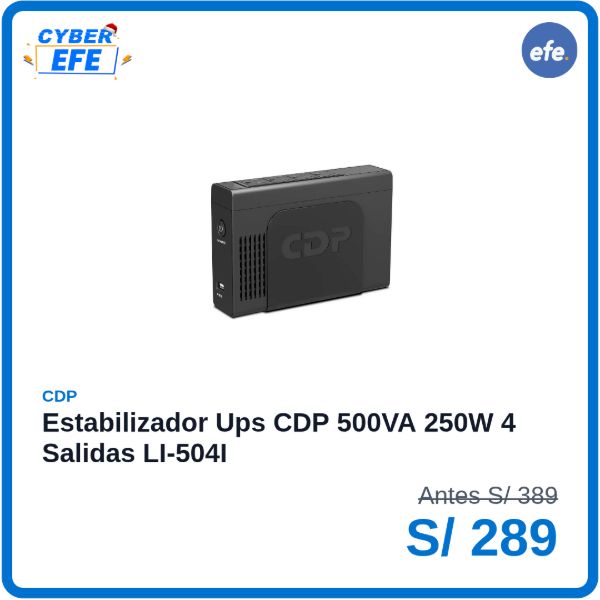 CYBER
EFE
efe.
CDP
CDP
Estabilizador Ups CDP 500VA 250W 4
Salidas LI-504I
Antes S/ 389
S/ 289